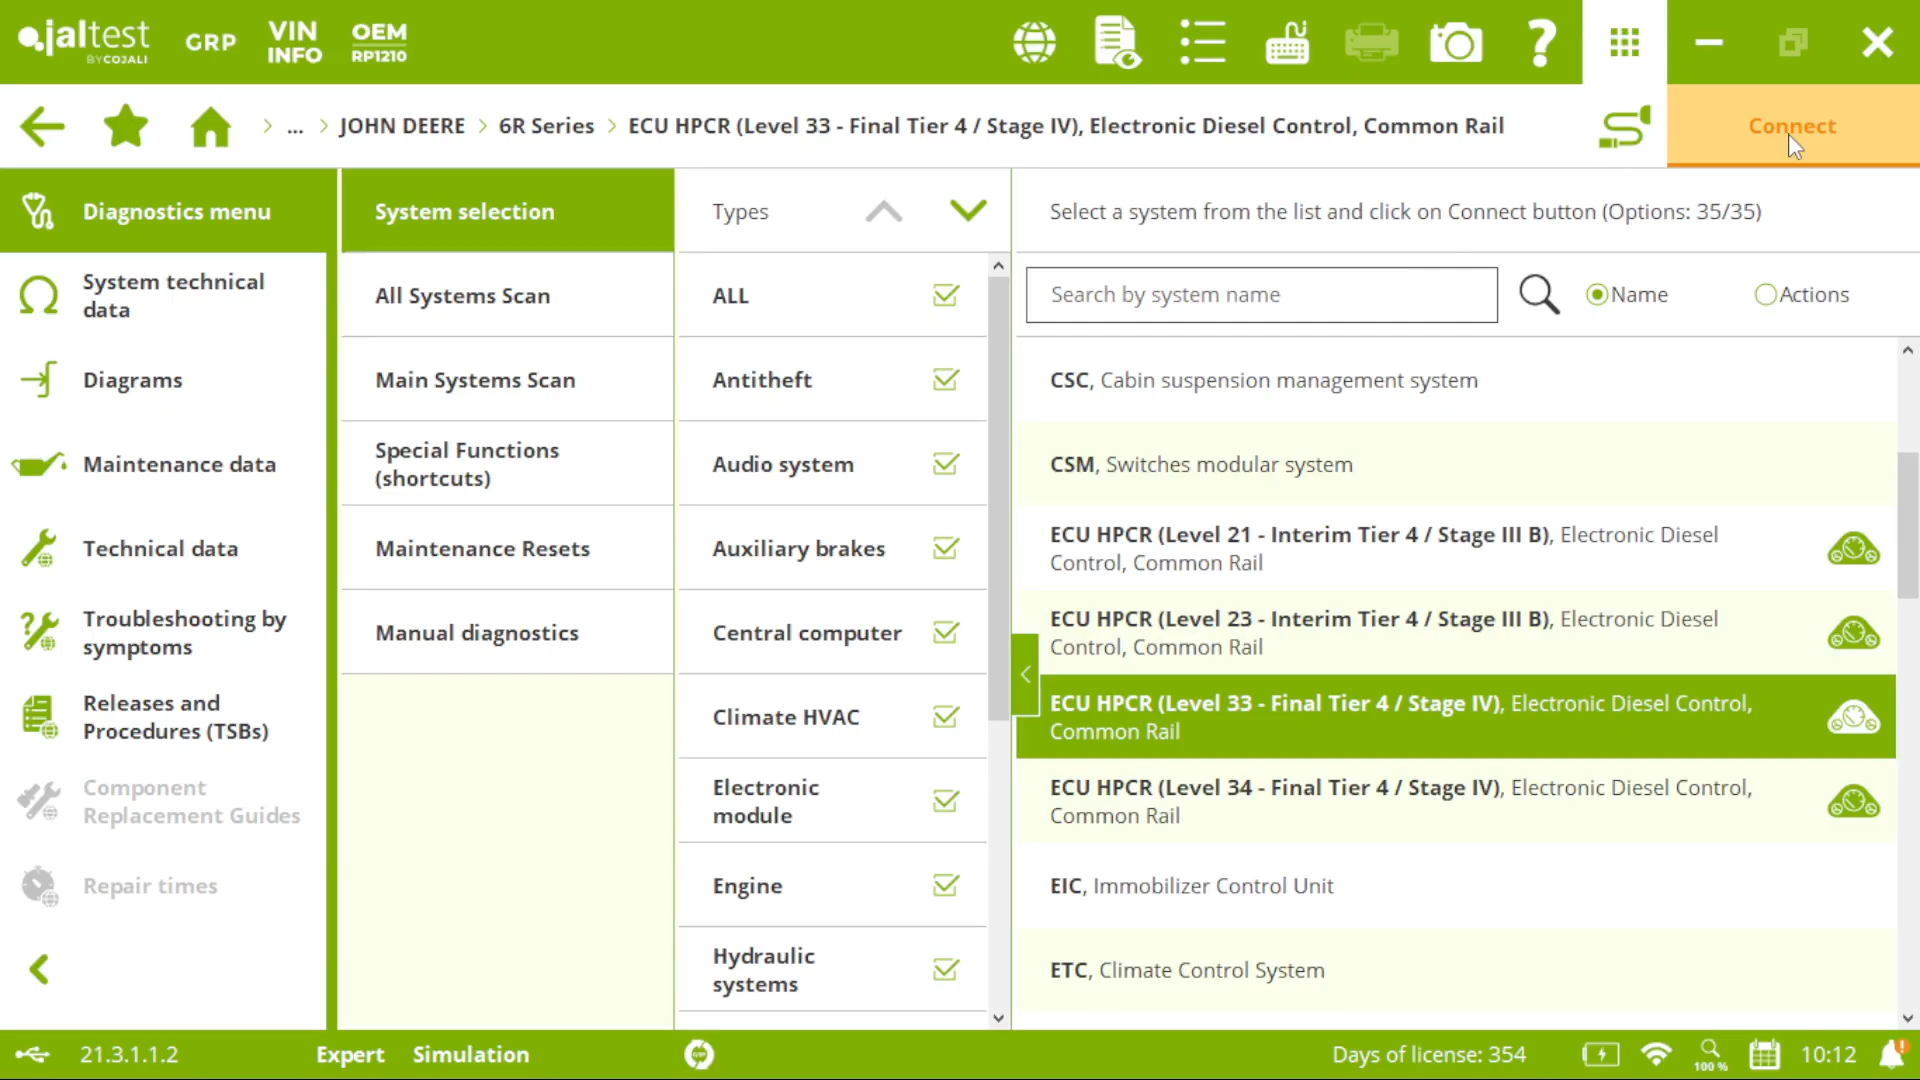 jaltest
BY COJALI
GRP
VIN
INFO
OEM
RP1210
... JOHN DEERE 6R Series ECU HPCR (Level 33 - Final Tier 4 / Stage IV), Electronic Diesel Control, Common Rail
Connect
Diagnostics menu
System technical
data
Diagrams
Maintenance data
Technical data
Troubleshooting by
symptoms
Releases and
Procedures (TSBs)
Component
Replacement Guides
Repair times
System selection
All Systems Scan
Main Systems Scan
Special Functions
(shortcuts)
Maintenance Resets
Manual diagnostics
Types
ALL
Antitheft
Audio system
Auxiliary brakes
Central computer
Climate HVAC
Electronic
module
Engine
Hydraulic
systems
Select a system from the list and click on Connect button (Options: 35/35)
Search by system name
Name
Actions
CSC, Cabin suspension management system
CSM, Switches modular system
ECU HPCR (Level 21 - Interim Tier 4 / Stage III B), Electronic Diesel
Control, Common Rail
ECU HPCR (Level 23 - Interim Tier 4 / Stage III B), Electronic Diesel
Control, Common Rail
ECU HPCR (Level 33 - Final Tier 4 / Stage IV), Electronic Diesel Control,
Common Rail
ECU HPCR (Level 34 - Final Tier 4 / Stage IV), Electronic Diesel Control,
Common Rail
EIC, Immobilizer Control Unit
ETC, Climate Control System
21.3.1.1.2
Expert
Simulation
GRP
Days of license: 354
100 %
10:12